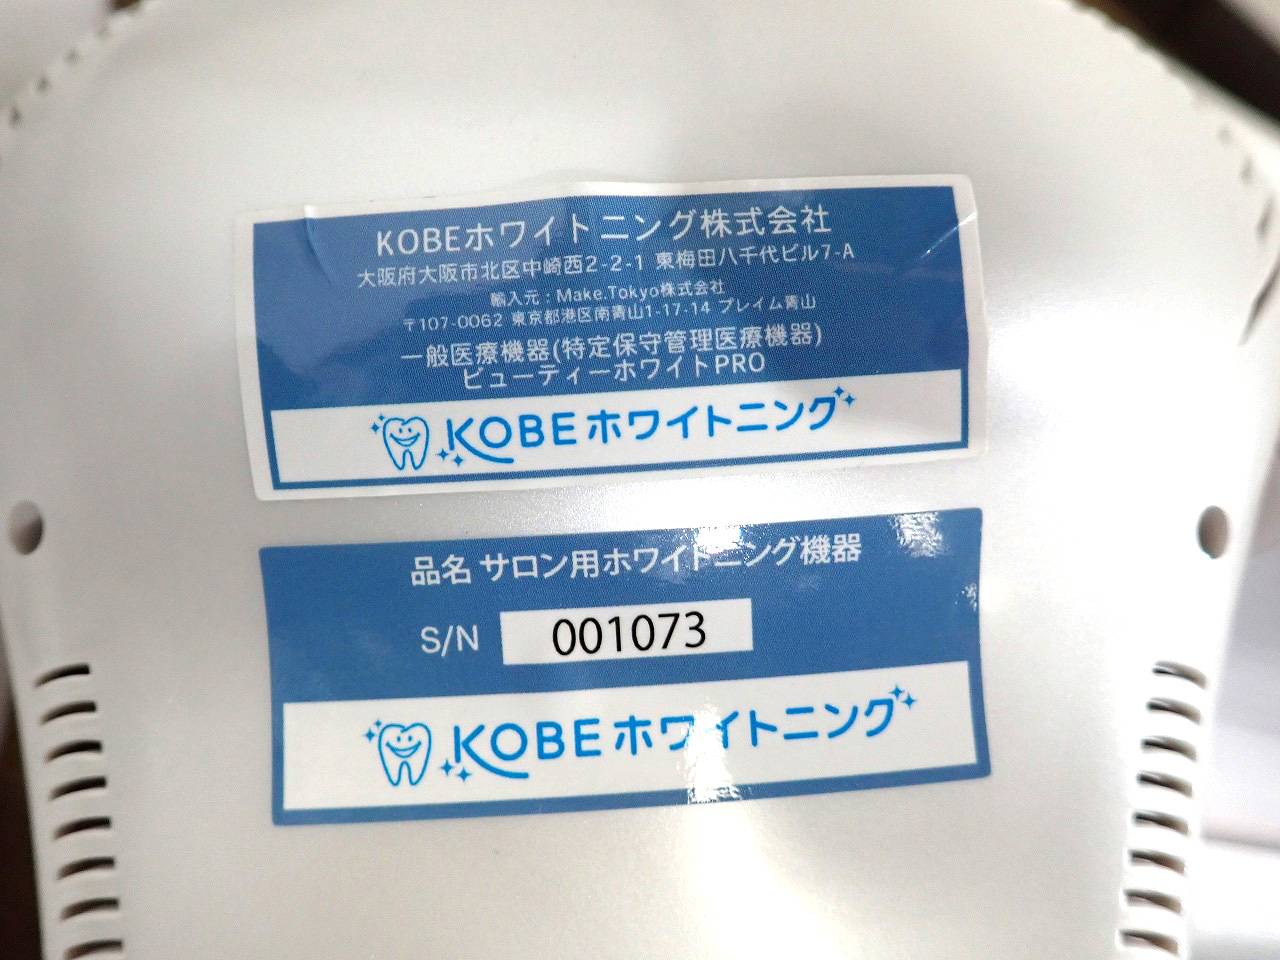 KOBEホワイトニング株式会社
大阪府大阪市北区中崎西2-2-1 東梅田八千代ビル7-A
輸入元：Make.Tokyo株式会社
〒107-0062 東京都港区南青山1-17-14 プレイム青山
一般医療機器(特定保守管理医療機器)
ビューティーホワイトPRO
KOBEホワイトニング
品名 サロン用ホワイトニング機器
S/N 001073
KOBEホワイトニング